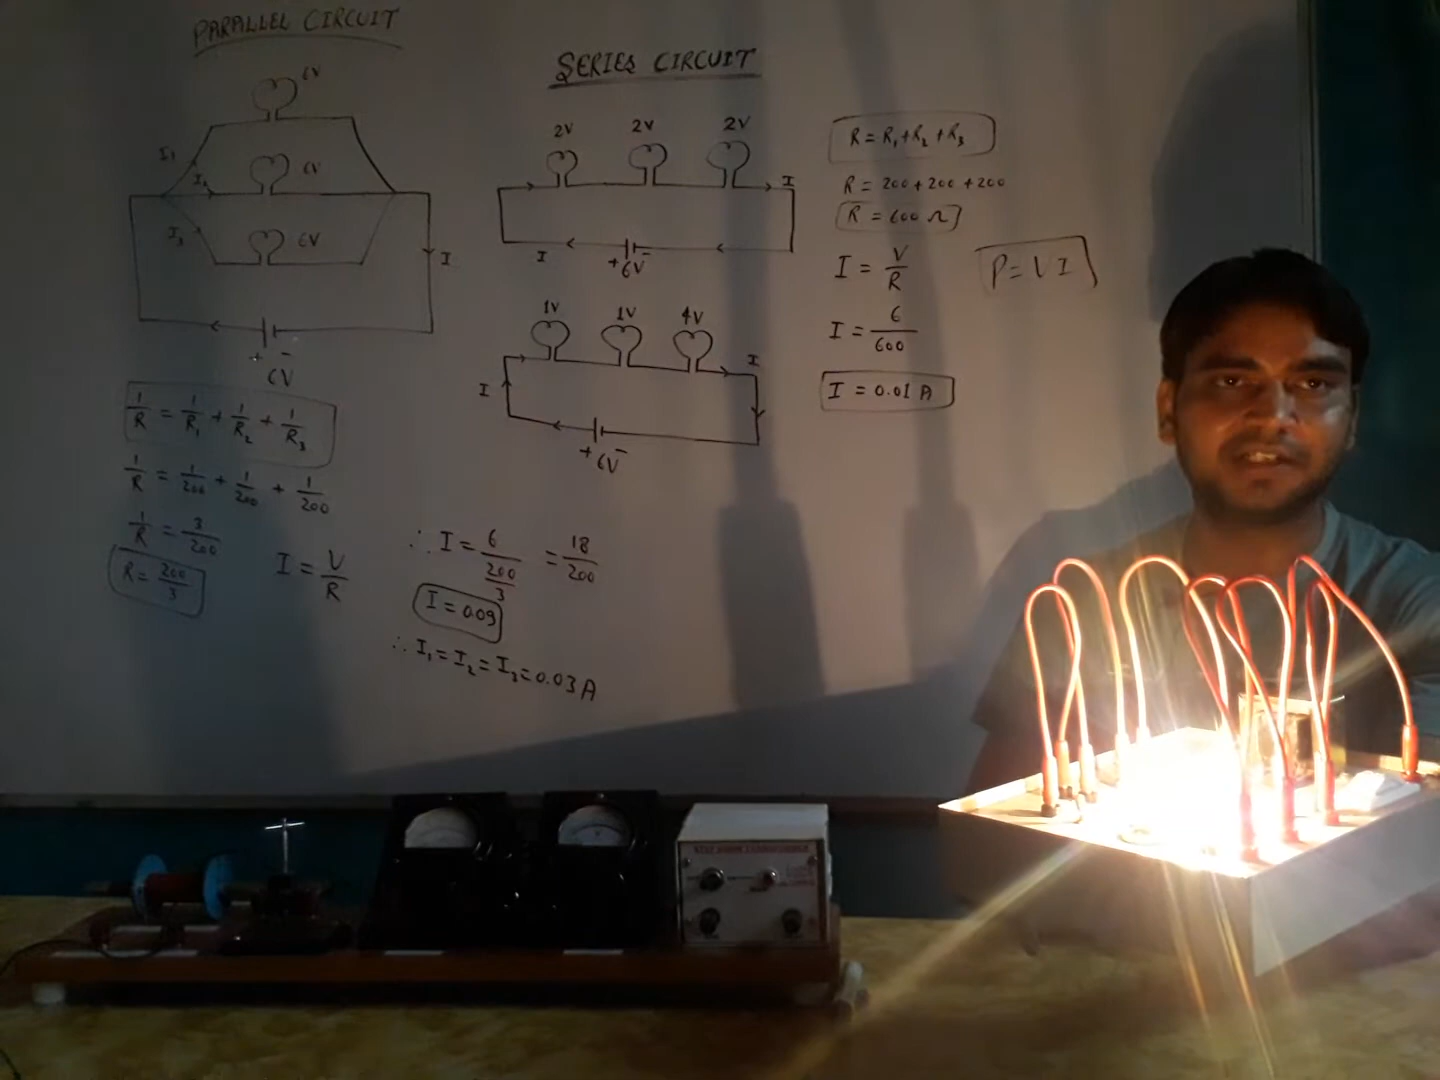 PARALLEL CIRCUIT
6V
I₁
I₂
6V
I₃
6V
I
+ -
6V
1/R = 1/R₁ + 1/R₂ + 1/R₃
1/R = 1/200 + 1/200 + 1/200
1/R = 3/200
R = 200/3
I = V/R
∴ I = 6/(200/3) = 18/200
I = 0.09
∴ I₁ = I₂ = I₃ = 0.03 A
SERIES CIRCUIT
2V 2V 2V
I
I
+ 6V -
1V 1V 4V
I
I
+ 6V -
R = R₁ + R₂ + R₃
R = 200 + 200 + 200
R = 600 Ω
I = V/R
P = VI
I = 6/600
I = 0.01 A
V